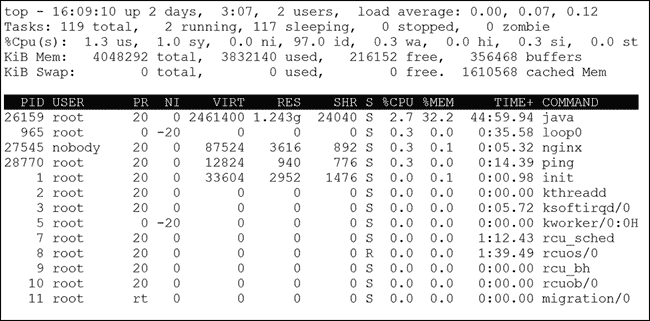 top - 16:09:10 up 2 days,  3:07,  2 users,  load average: 0.00, 0.07, 0.12
Tasks: 119 total,   2 running, 117 sleeping,   0 stopped,   0 zombie
%Cpu(s):  1.3 us,  1.0 sy,  0.0 ni, 97.0 id,  0.3 wa,  0.0 hi,  0.3 si,  0.0 st
KiB Mem:   4048292 total,  3832140 used,   216152 free,   356468 buffers
KiB Swap:        0 total,        0 used,        0 free.  1610568 cached Mem
  PID USER      PR  NI    VIRT    RES    SHR S  %CPU %MEM     TIME+ COMMAND
26159 root      20   0 2461400 1.243g  24040 S   2.7 32.2  44:59.94 java
  965 root       0 -20       0      0      0 S   0.3  0.0   0:35.58 loop0
27545 nobody    20   0   87524   3616    892 S   0.3  0.1   0:05.32 nginx
28770 root      20   0   12824    940    776 S   0.3  0.0   0:14.39 ping
    1 root      20   0   33604   2952   1476 S   0.0  0.1   0:00.98 init
    2 root      20   0       0      0      0 S   0.0  0.0   0:00.00 kthreadd
    3 root      20   0       0      0      0 S   0.0  0.0   0:05.72 ksoftirqd/0
    5 root       0 -20       0      0      0 S   0.0  0.0   0:00.00 kworker/0:0H
    7 root      20   0       0      0      0 S   0.0  0.0   1:12.43 rcu_sched
    8 root      20   0       0      0      0 R   0.0  0.0   1:39.49 rcuos/0
    9 root      20   0       0      0      0 S   0.0  0.0   0:00.00 rcu_bh
   10 root      20   0       0      0      0 S   0.0  0.0   0:00.00 rcuob/0
   11 root      rt   0       0      0      0 S   0.0  0.0   0:00.00 migration/0